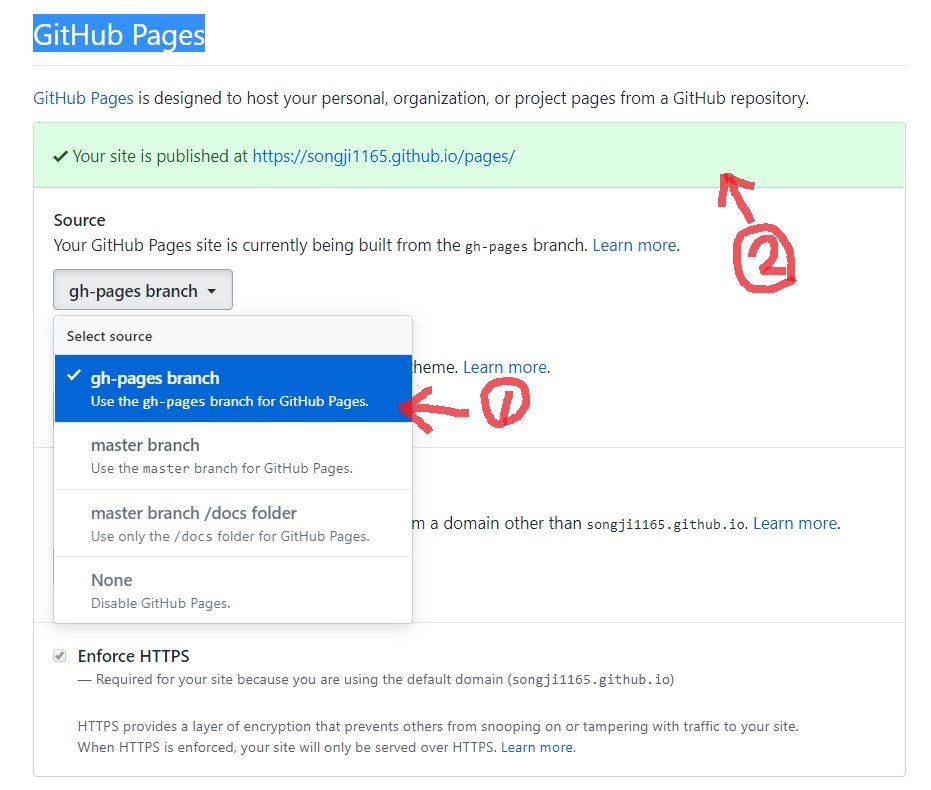 GitHub Pages
GitHub Pages is designed to host your personal, organization, or project pages from a GitHub repository.
Your site is published at https://songji1165.github.io/pages/
2
Source
Your GitHub Pages site is currently being built from the gh-pages branch. Learn more.
gh-pages branch
Select source
heme. Learn more.
gh-pages branch
Use the gh-pages branch for GitHub Pages.
1
master branch
Use the master branch for GitHub Pages.
master branch /docs folder
m a domain other than songji1165.github.io. Learn more.
Use only the /docs folder for GitHub Pages.
None
Disable GitHub Pages.
Enforce HTTPS
— Required for your site because you are using the default domain (songji1165.github.io)
HTTPS provides a layer of encryption that prevents others from snooping on or tampering with traffic to your site.
When HTTPS is enforced, your site will only be served over HTTPS. Learn more.